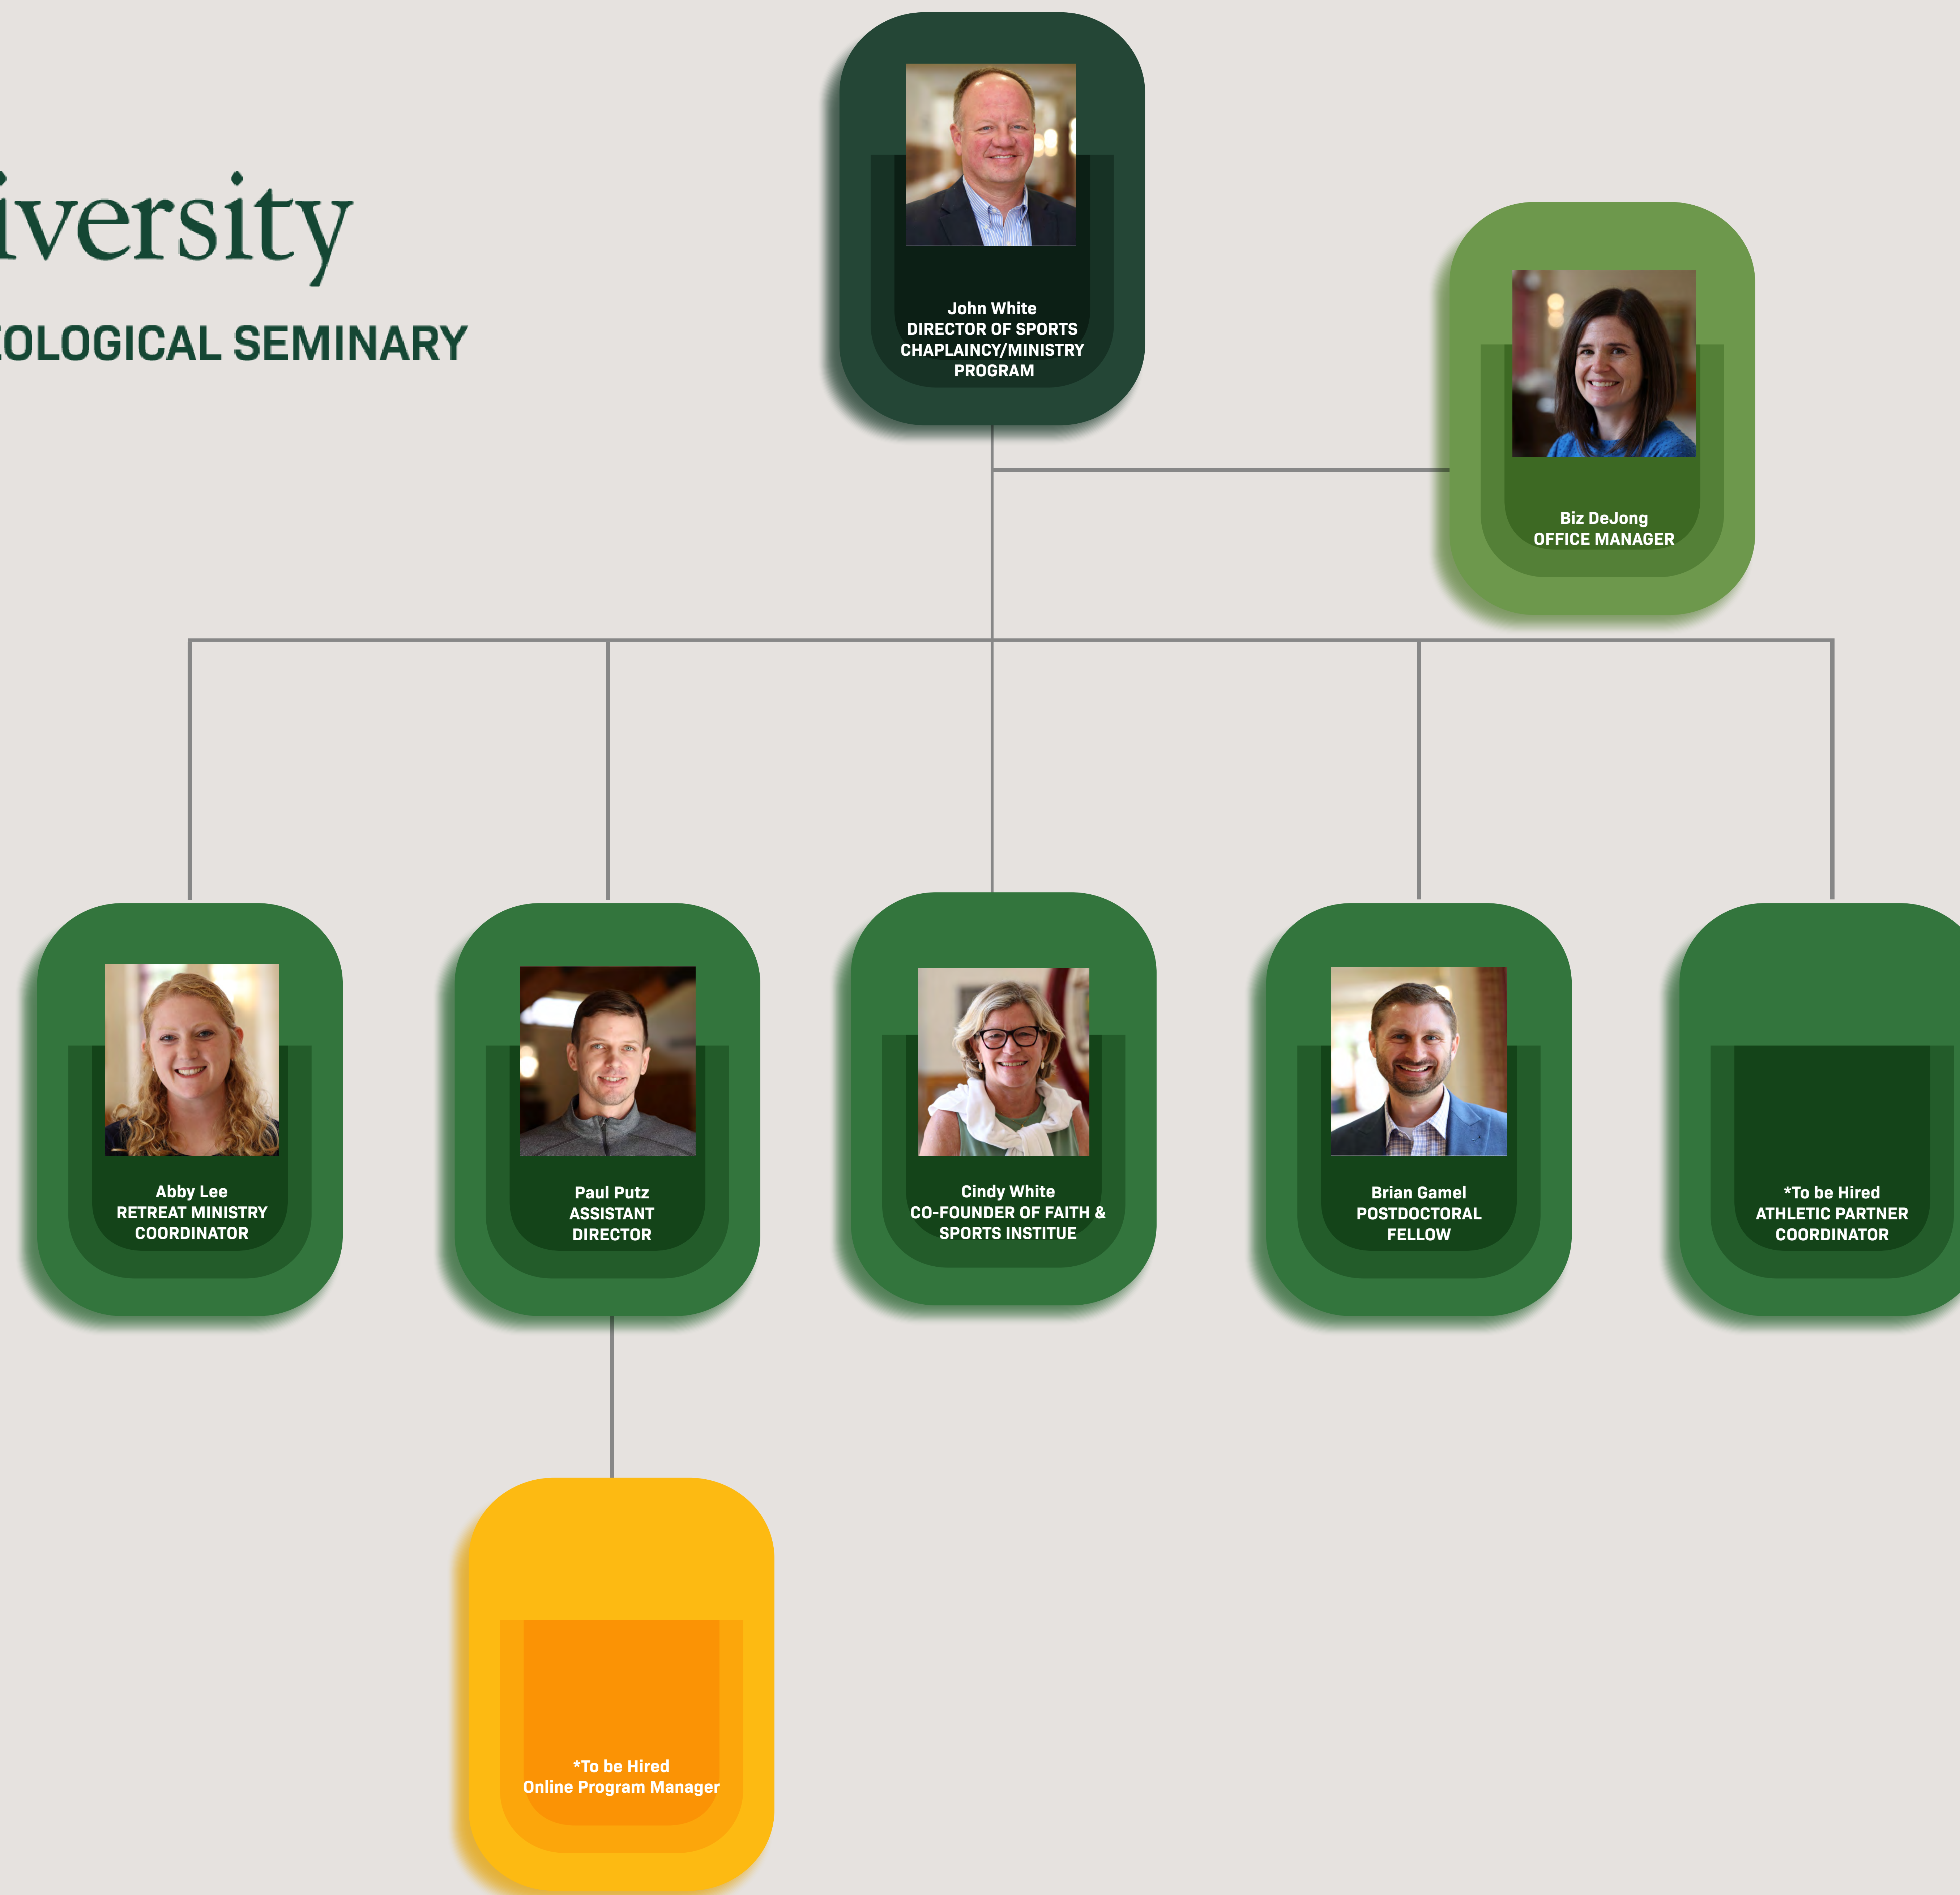 iversity
EOLOGICAL SEMINARY
John White
DIRECTOR OF SPORTS
CHAPLAINCY/MINISTRY
PROGRAM
Biz DeJong
OFFICE MANAGER
Abby Lee
RETREAT MINISTRY
COORDINATOR
Paul Putz
ASSISTANT
DIRECTOR
Cindy White
CO-FOUNDER OF FAITH &
SPORTS INSTITUE
Brian Gamel
POSTDOCTORAL
FELLOW
*To be Hired
ATHLETIC PARTNER
COORDINATOR
*To be Hired
Online Program Manager